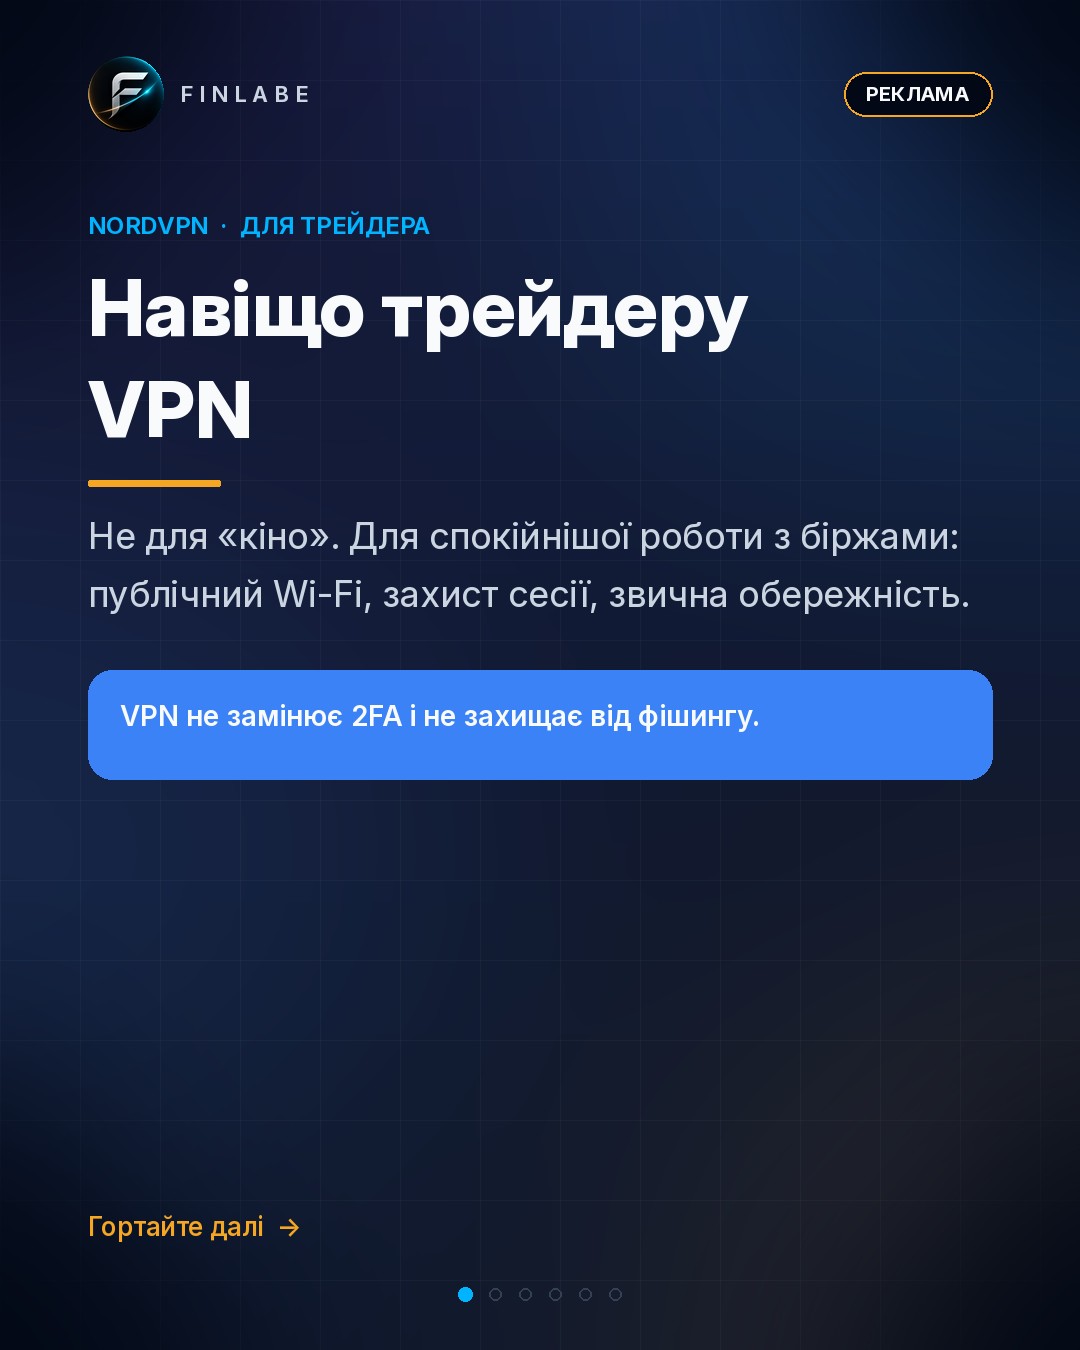 FINLABE
РЕКЛАМА
NORDVPN · ДЛЯ ТРЕЙДЕРА
Навіщо трейдеру
VPN
Не для «кіно». Для спокійнішої роботи з біржами:
публічний Wi-Fi, захист сесії, звична обережність.
VPN не замінює 2FA і не захищає від фішингу.
Гортайте далі →